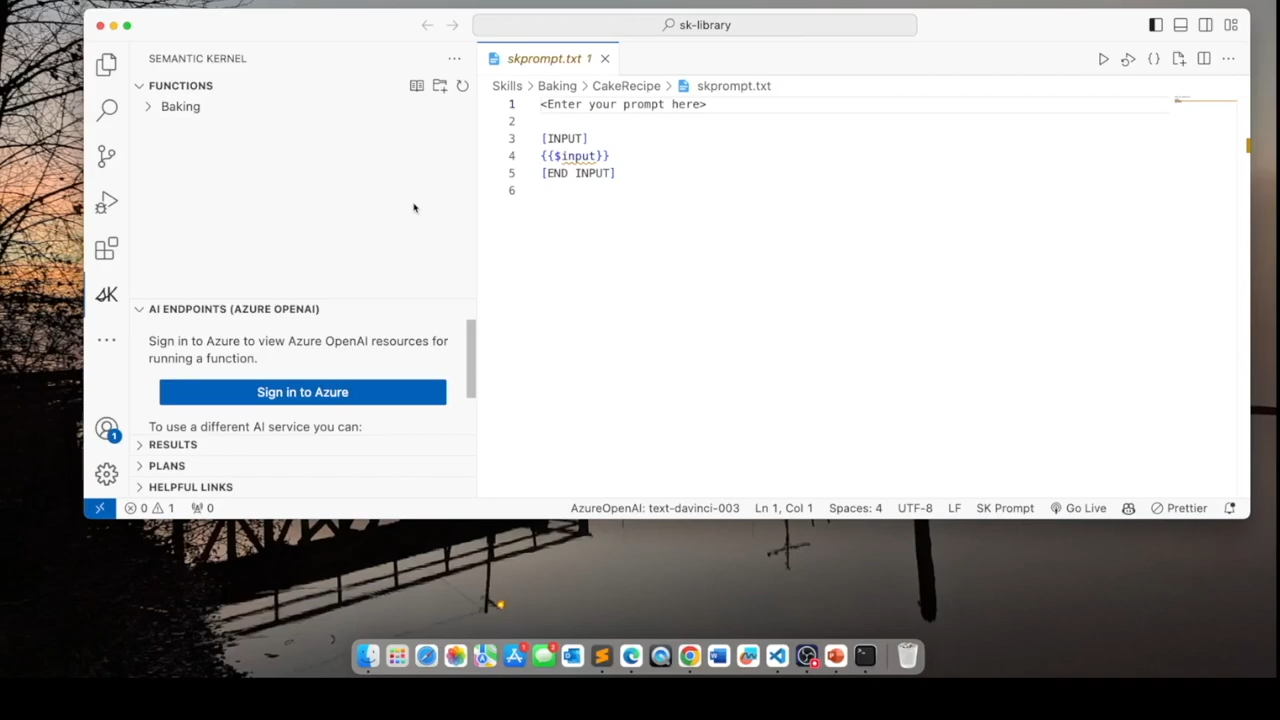 sk-library
SEMANTIC KERNEL
FUNCTIONS
Baking
AI ENDPOINTS (AZURE OPENAI)
Sign in to Azure to view Azure OpenAI resources for
running a function.
Sign in to Azure
To use a different AI service you can:
RESULTS
PLANS
HELPFUL LINKS
1
skprompt.txt 1
Skills > Baking > CakeRecipe > skprompt.txt
1 <Enter your prompt here>
2
3 [INPUT]
4 {{$input}}
5 [END INPUT]
6
0 1 0
AzureOpenAI: text-davinci-003 Ln 1, Col 1 Spaces: 4 UTF-8 LF SK Prompt Go Live Prettier